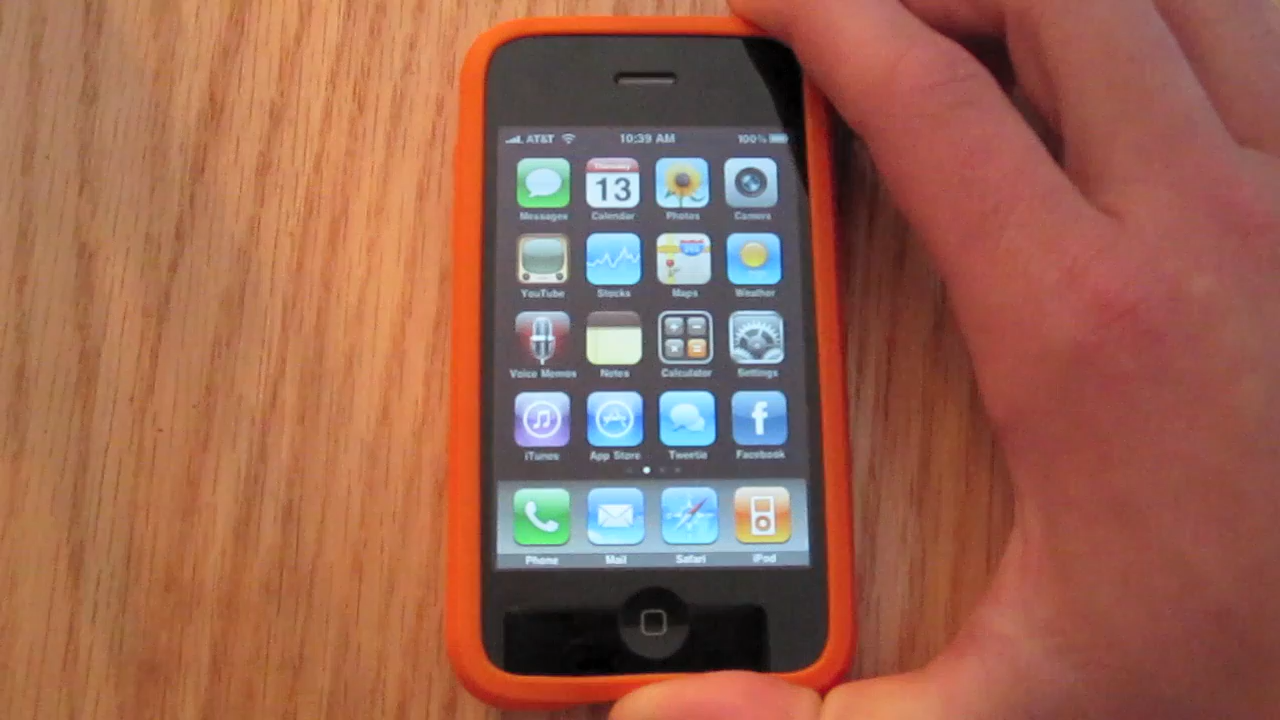 AT&T 10:39 AM 100%
Thursday
13
Messages Calendar Photos Camera
YouTube Stocks Maps Weather
Voice Memos Notes Calculator Settings
f
iTunes App Store Tweetie Facebook
Phone Mail Safari iPod